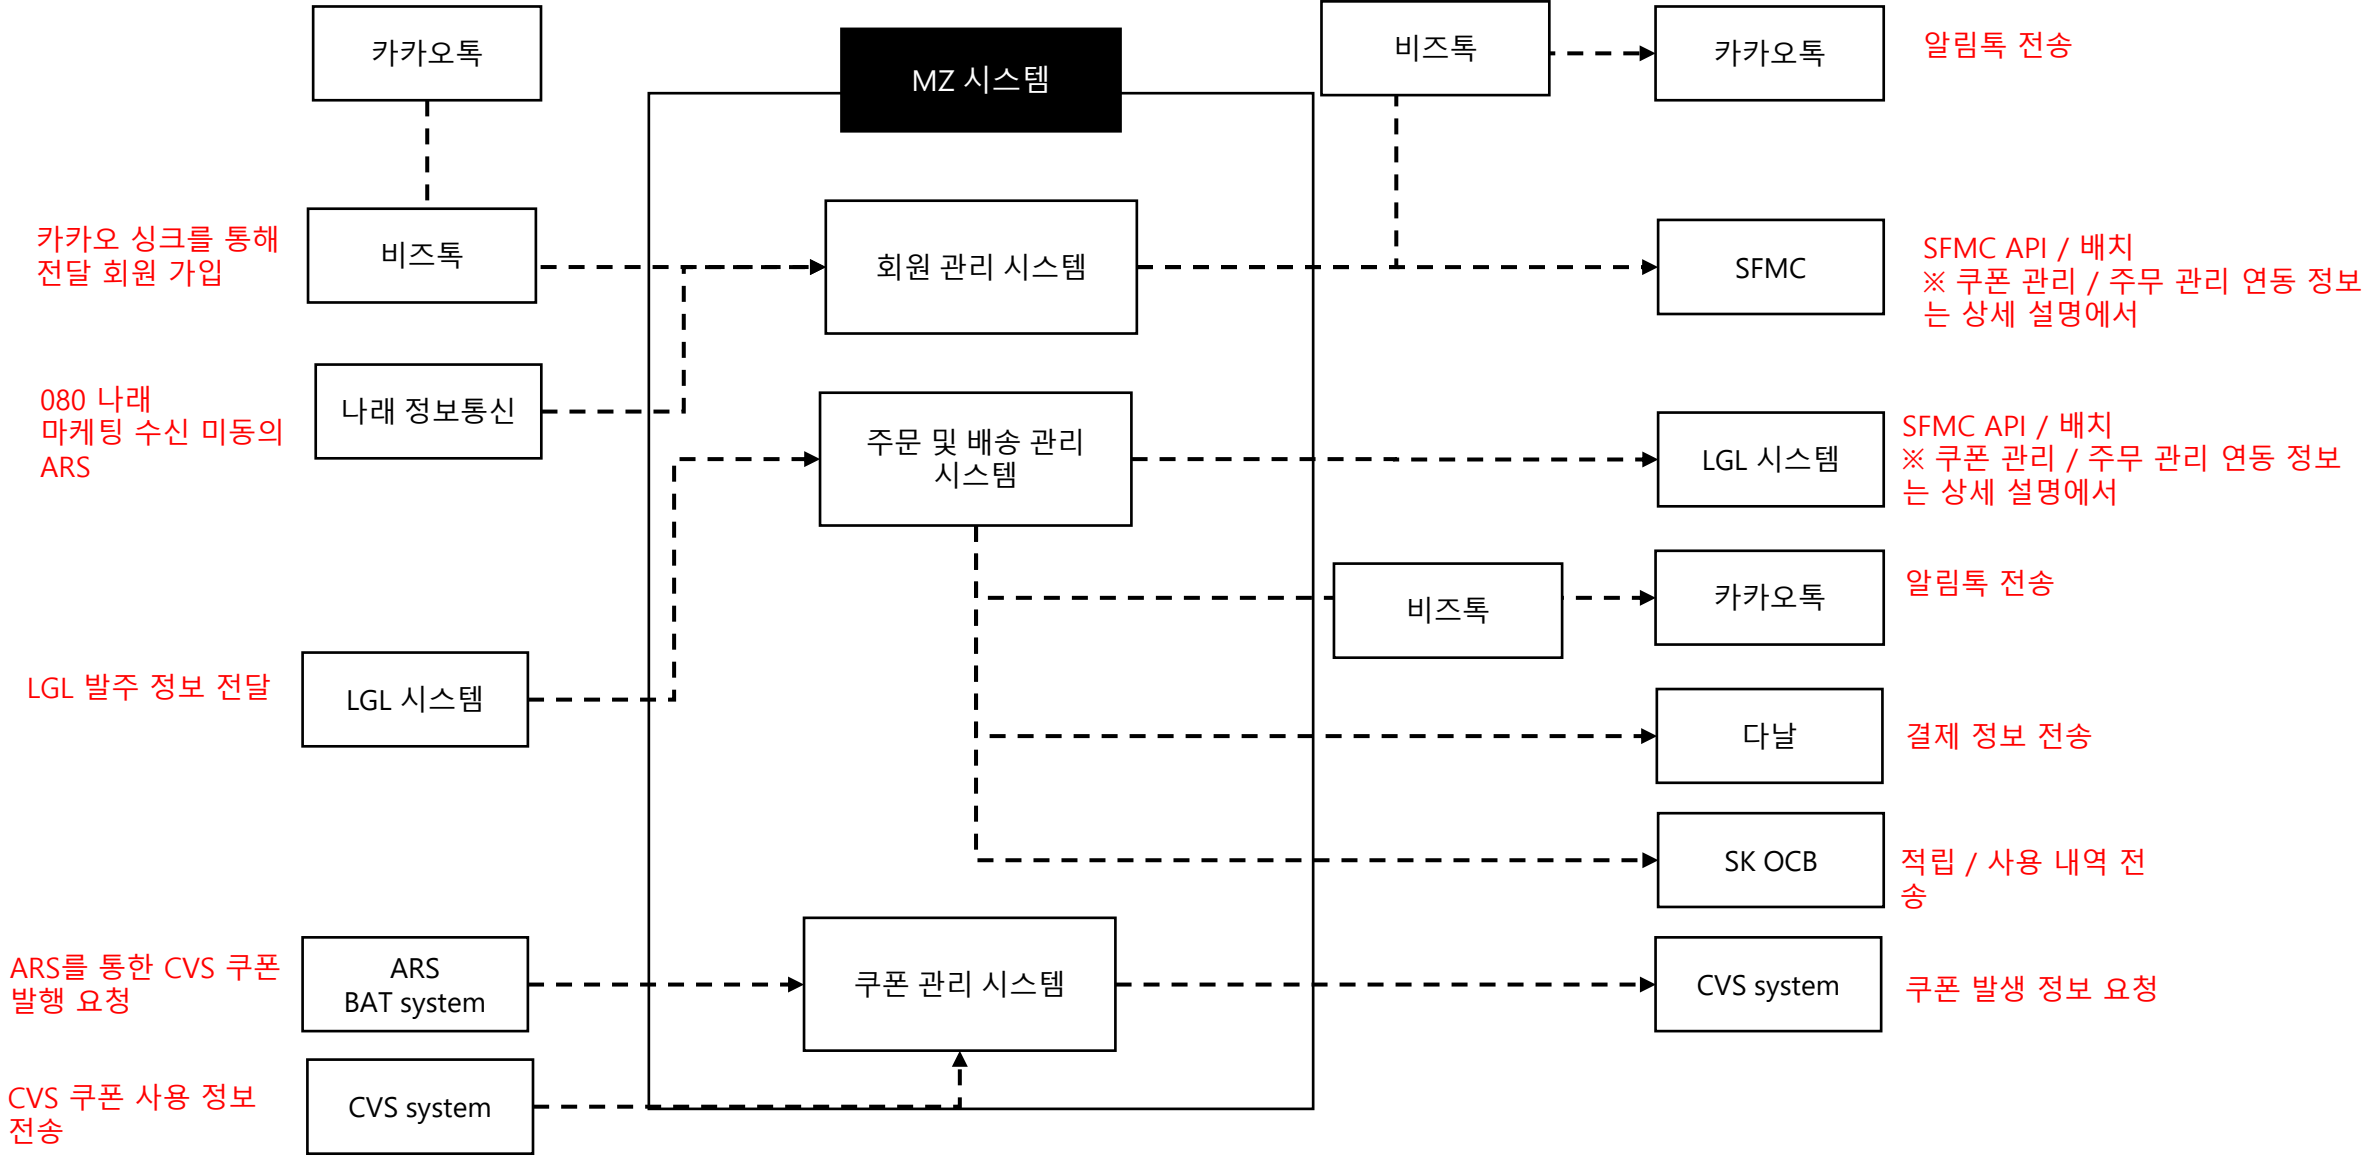 카카오톡
MZ 시스템
비즈톡
카카오톡
알림톡 전송
카카오 싱크를 통해
전달 회원 가입
비즈톡
회원 관리 시스템
SFMC
SFMC API / 배치
※ 쿠폰 관리 / 주무 관리 연동 정보
는 상세 설명에서
080 나래
마케팅 수신 미동의
ARS
나래 정보통신
주문 및 배송 관리
시스템
LGL 시스템
SFMC API / 배치
※ 쿠폰 관리 / 주무 관리 연동 정보
는 상세 설명에서
비즈톡
카카오톡
알림톡 전송
LGL 발주 정보 전달
LGL 시스템
다날
결제 정보 전송
SK OCB
적립 / 사용 내역 전
송
ARS를 통한 CVS 쿠폰
발행 요청
ARS
BAT system
쿠폰 관리 시스템
CVS system
쿠폰 발생 정보 요청
CVS 쿠폰 사용 정보
전송
CVS system